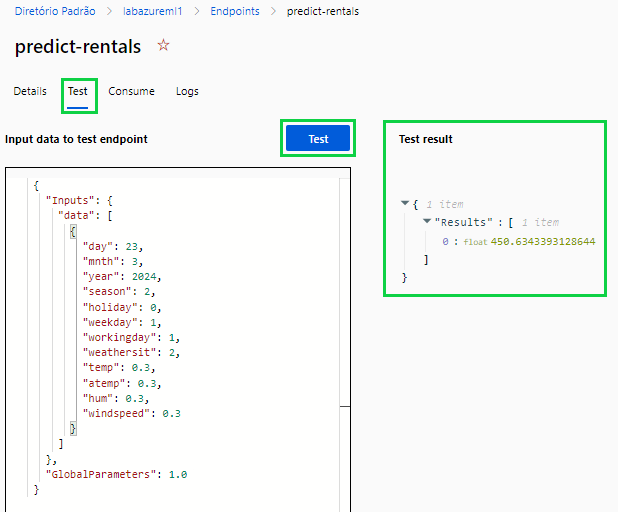 Diretório Padrão > labazureml1 > Endpoints > predict-rentals
predict-rentals ☆
Details Test Consume Logs
Input data to test endpoint
Test
{
"Inputs": {
"data": [
{
"day": 23,
"mnth": 3,
"year": 2024,
"season": 2,
"holiday": 0,
"weekday": 1,
"workingday": 1,
"weathersit": 2,
"temp": 0.3,
"atemp": 0.3,
"hum": 0.3,
"windspeed": 0.3
}
]
},
"GlobalParameters": 1.0
}
Test result
{ 1 item
"Results" : [ 1 item
0 : float 450.6343393128644
]
}